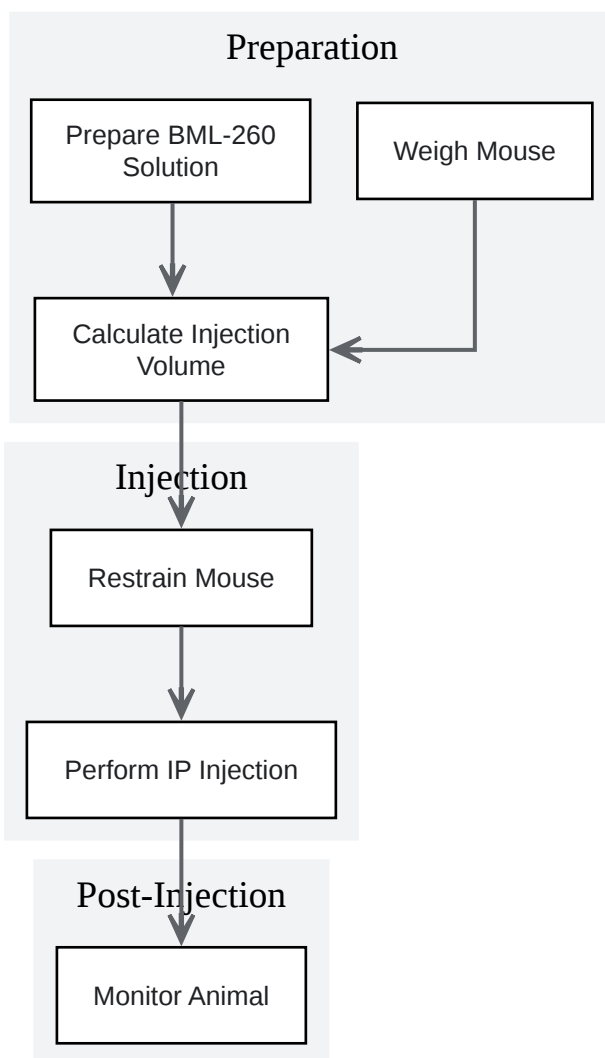 Preparation
Prepare BML-260
Solution
Weigh Mouse
Calculate Injection
Volume
Injection
Restrain Mouse
Perform IP Injection
Post-Injection
Monitor Animal